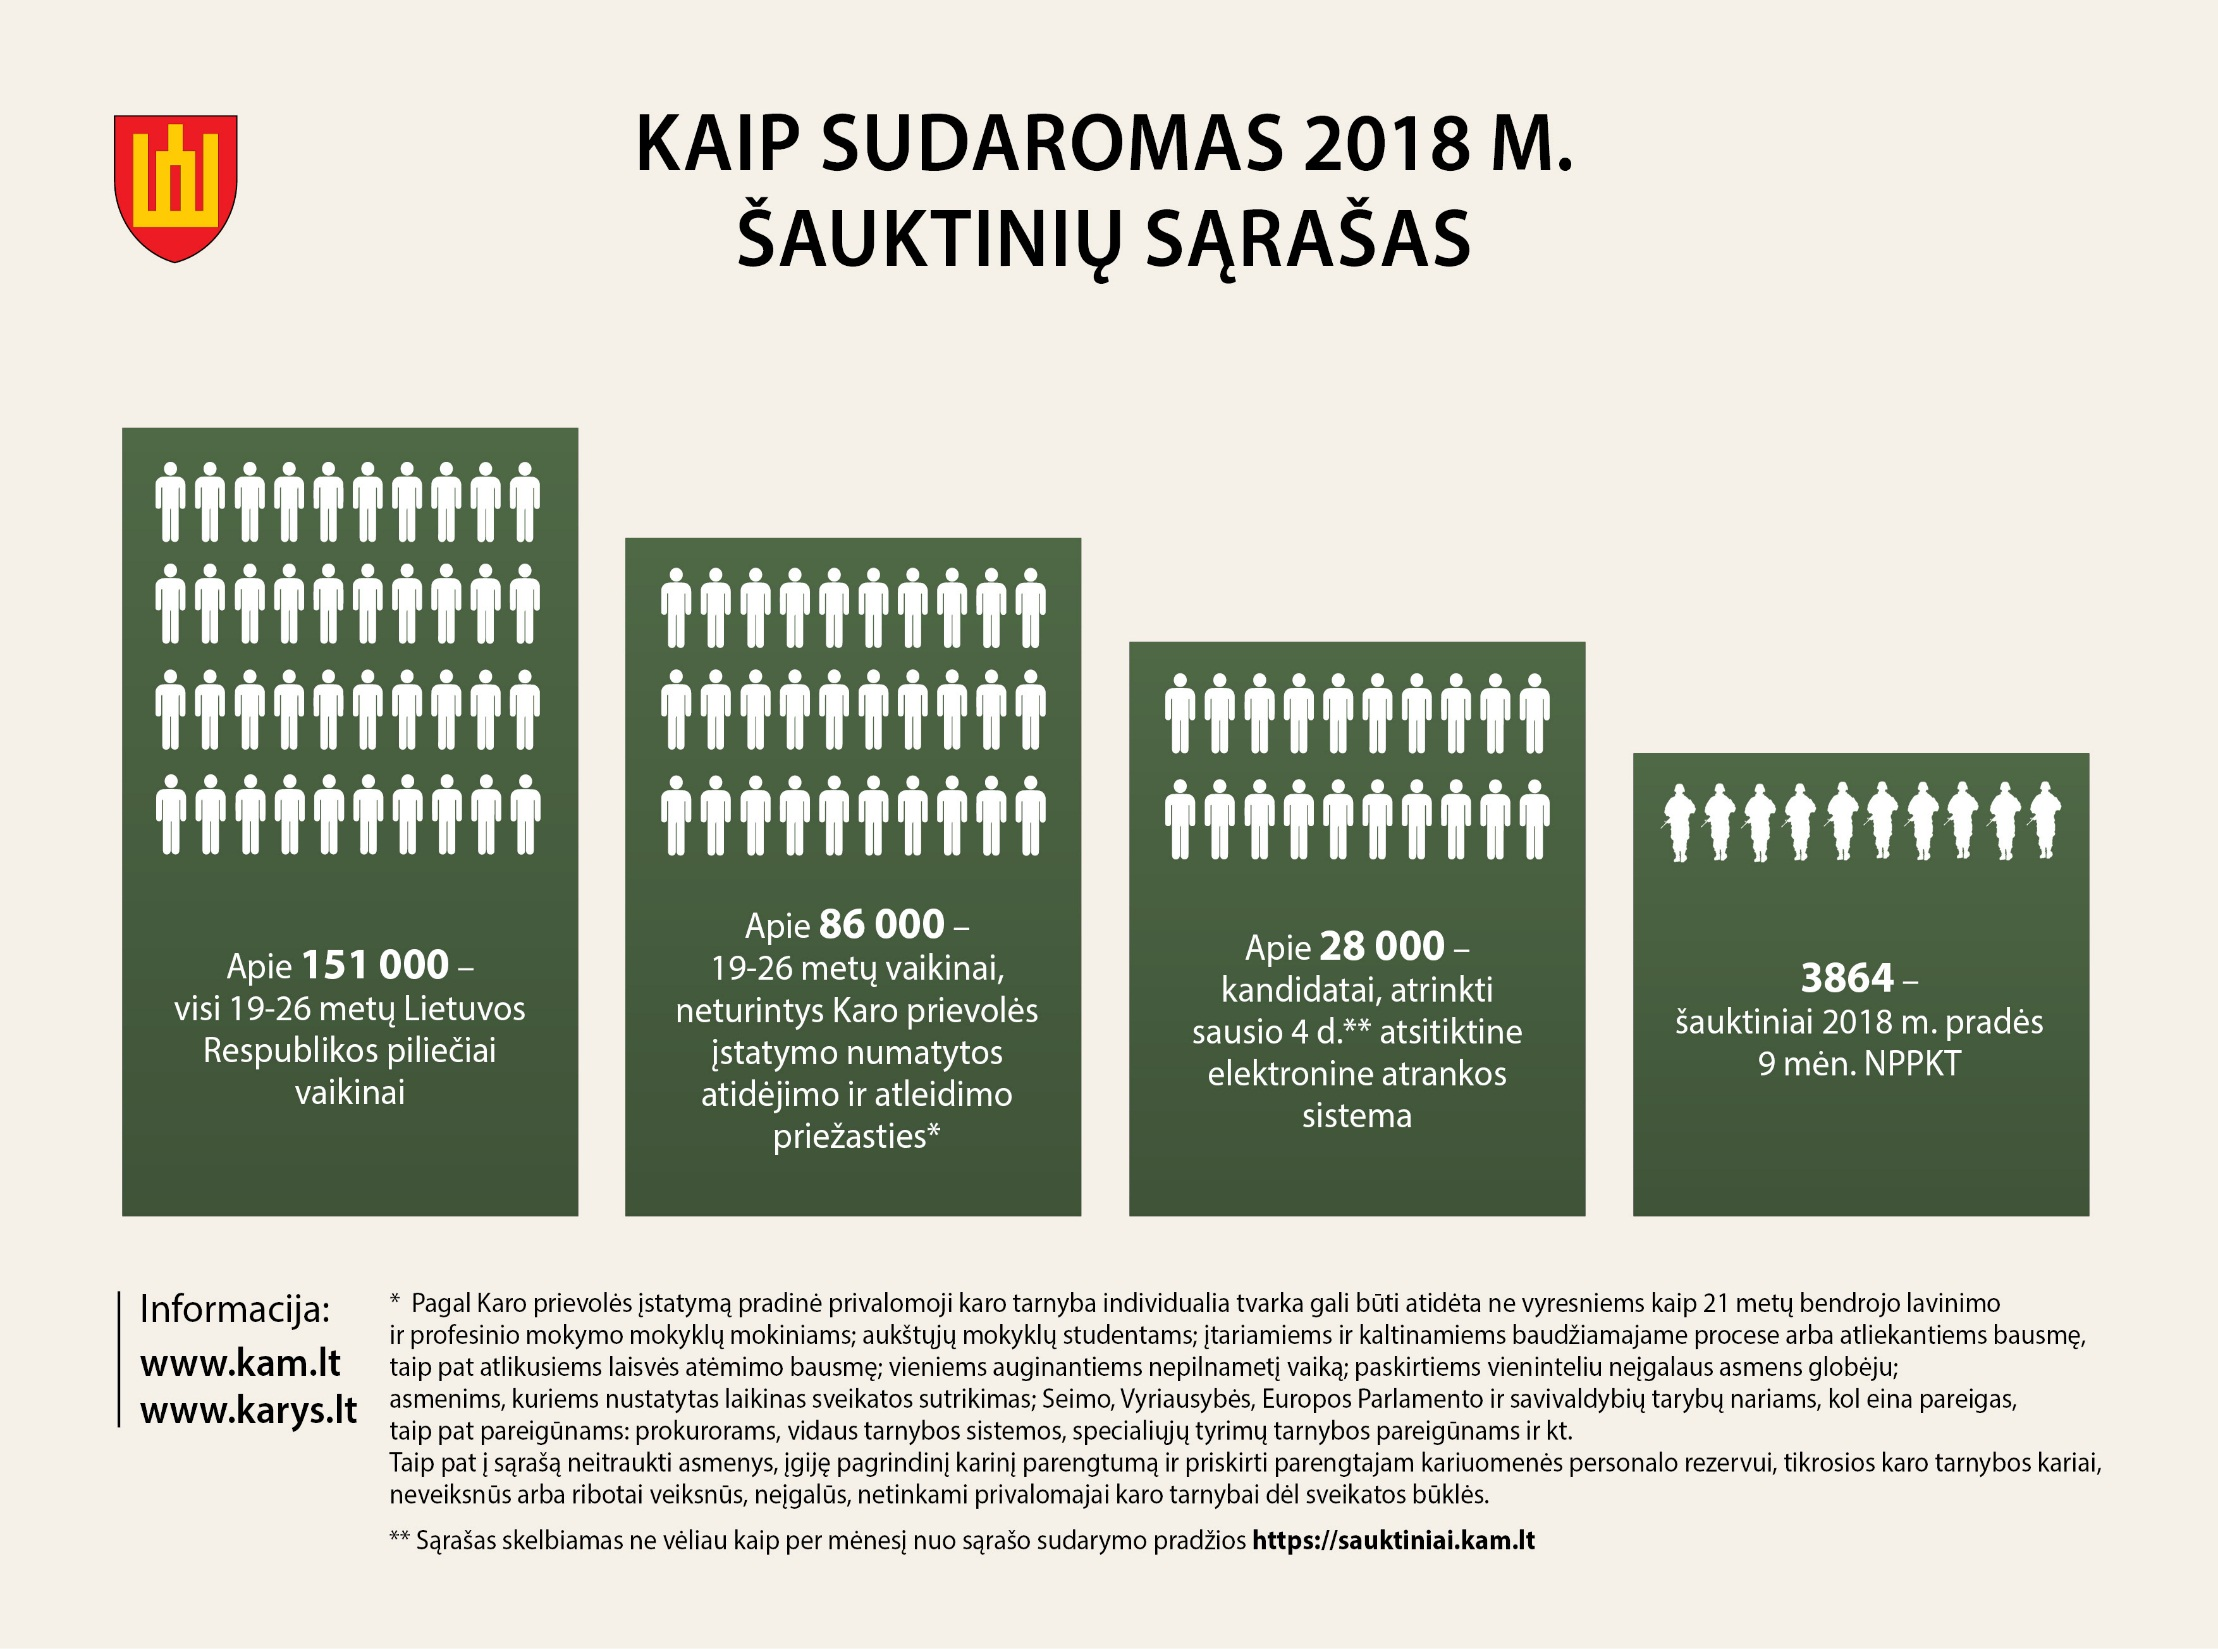 KAIP SUDAROMAS 2018 M.
ŠAUKTINIŲ SĄRAŠAS
Apie 151 000 –
visi 19-26 metų Lietuvos
Respublikos piliečiai
vaikinai
Apie 86 000 –
19-26 metų vaikinai,
neturintys Karo prievolės
įstatymo numatytos
atidėjimo ir atleidimo
priežasties*
Apie 28 000 –
kandidatai, atrinkti
sausio 4 d.** atsitiktine
elektronine atrankos
sistema
3864 –
šauktiniai 2018 m. pradės
9 mėn. NPPKT
Informacija:
www.kam.lt
www.karys.lt
* Pagal Karo prievolės įstatymą pradinė privalomoji karo tarnyba individualia tvarka gali būti atidėta ne vyresniems kaip 21 metų bendrojo lavinimo
ir profesinio mokymo mokyklų mokiniams; aukštųjų mokyklų studentams; įtariamiems ir kaltinamiems baudžiamajame procese arba atliekantiems bausmę,
taip pat atlikusiems laisvės atėmimo bausmę; vieniems auginantiems nepilnametį vaiką; paskirtiems vieninteliu neįgalaus asmens globėju;
asmenims, kuriems nustatytas laikinas sveikatos sutrikimas; Seimo, Vyriausybės, Europos Parlamento ir savivaldybių tarybų nariams, kol eina pareigas,
taip pat pareigūnams: prokurorams, vidaus tarnybos sistemos, specialiųjų tyrimų tarnybos pareigūnams ir kt.
Taip pat į sąrašą neitraukti asmenys, įgiję pagrindinį karinį parengtumą ir priskirti parengtajam kariuomenės personalo rezervui, tikrosios karo tarnybos kariai,
neveiksnūs arba ribotai veiksnūs, neįgalūs, netinkami privalomajai karo tarnybai dėl sveikatos būklės.
** Sąrašas skelbiamas ne vėliau kaip per mėnesį nuo sąrašo sudarymo pradžios https://sauktiniai.kam.lt